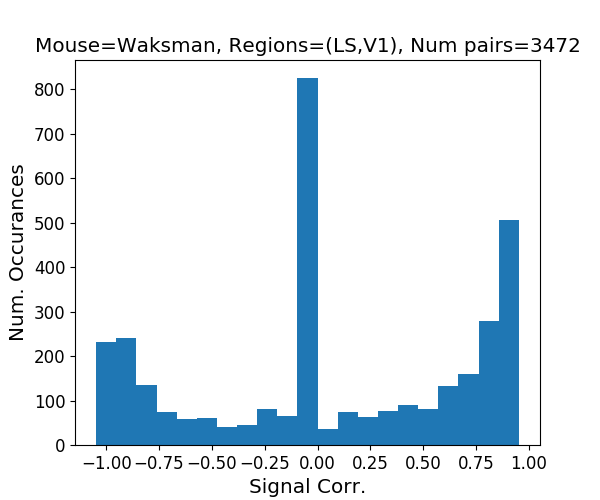 Mouse=Waksman, Regions=(LS,V1), Num pairs=3472
800
700
600
500
400
300
200
100
0
Num. Occurances
−1.00 −0.75 −0.50 −0.25 0.00 0.25 0.50 0.75 1.00
Signal Corr.